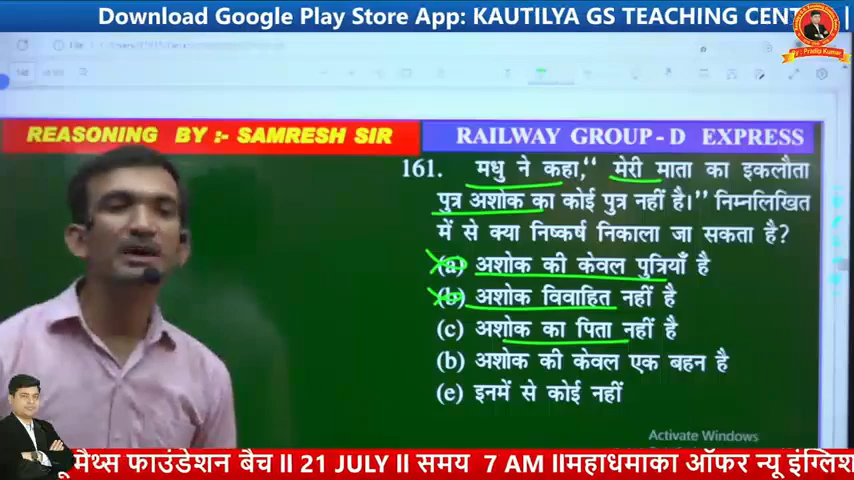 Download Google Play Store App: KAUTILYA GS TEACHING CENT
Pradip Kumar
REASONING BY :- SAMRESH SIR
RAILWAY GROUP - D EXPRESS
161. मधु ने कहा,“ मेरी माता का इकलौता
पुत्र अशोक का कोई पुत्र नहीं है।” निम्नलिखित
में से क्या निष्कर्ष निकाला जा सकता है?
(a) अशोक की केवल पुत्रियाँ है
(b) अशोक विवाहित नहीं है
(c) अशोक का पिता नहीं है
(b) अशोक की केवल एक बहन है
(e) इनमें से कोई नहीं
Activate Windows
मैथ्स फाउंडेशन बैच II 21 JULY II समय 7 AM IIमहाधमाका ऑफर न्यू इंग्लिश